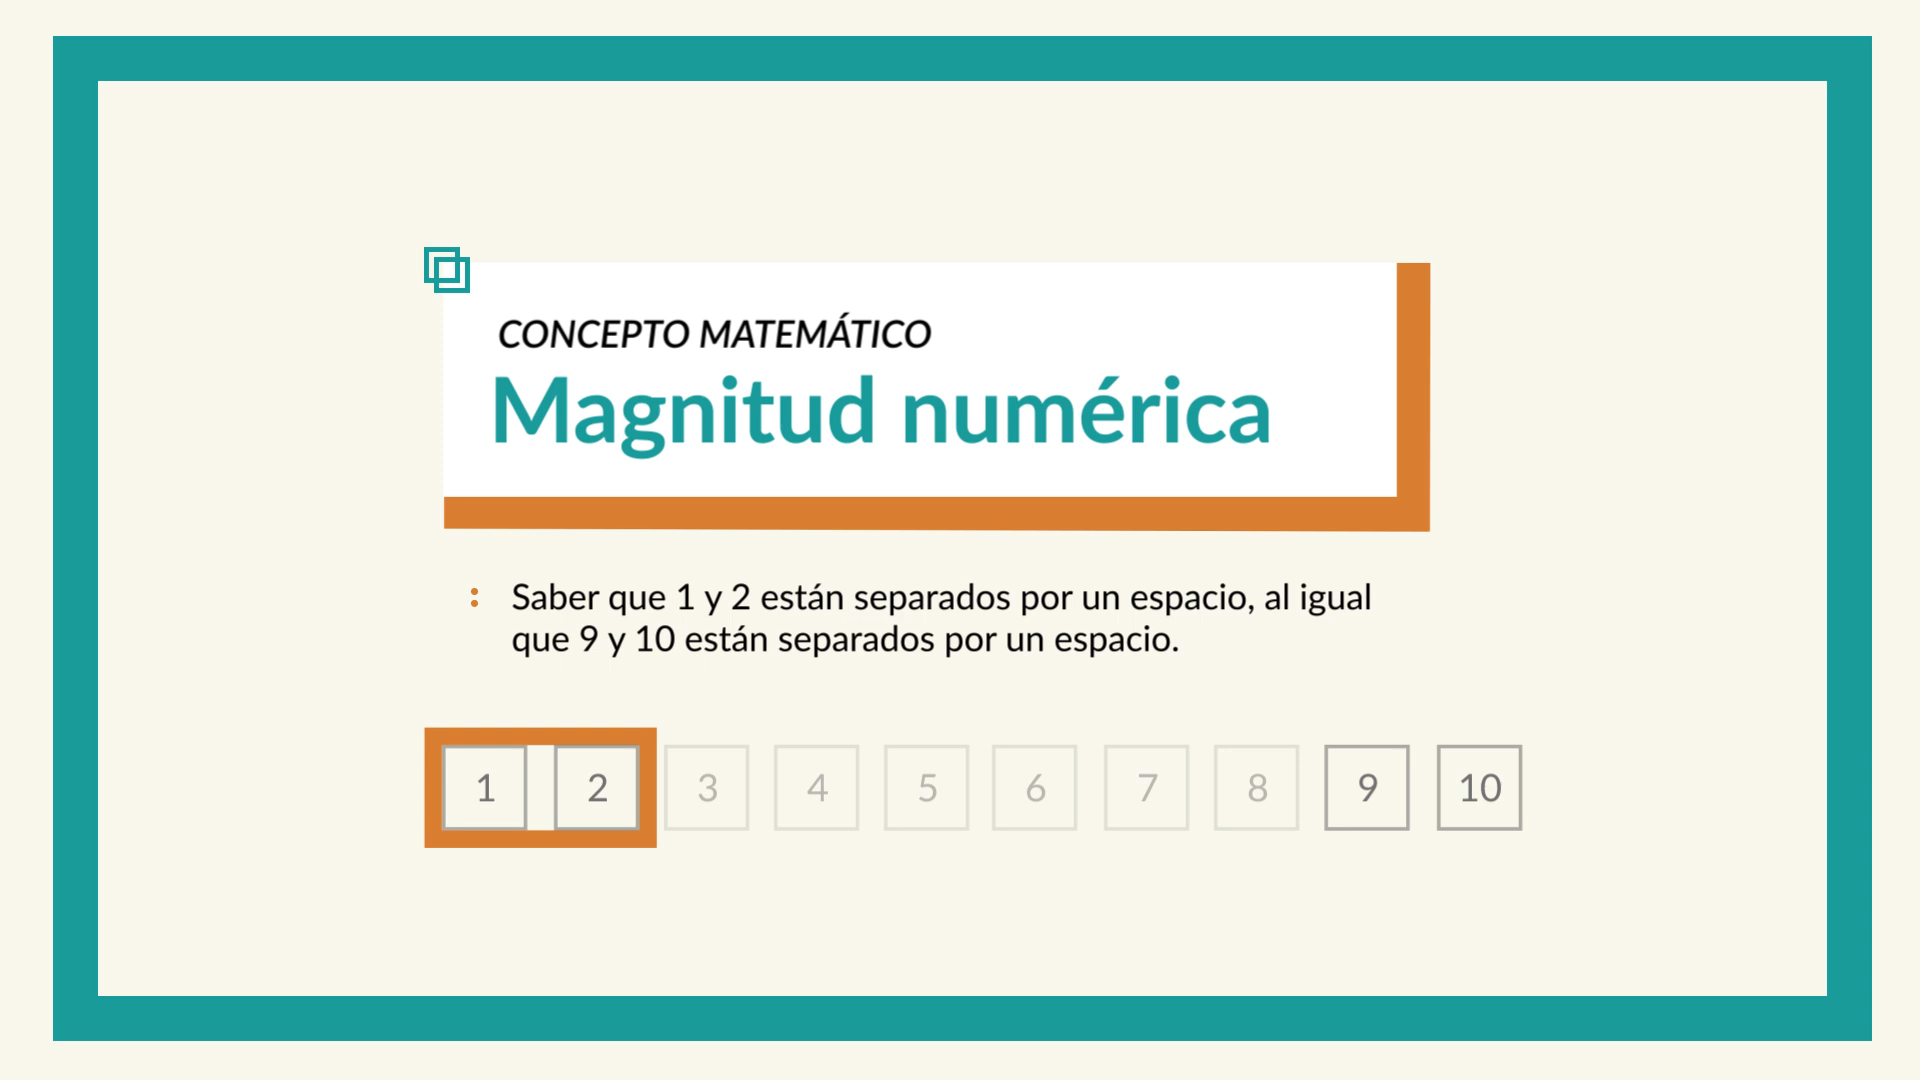 CONCEPTO MATEMÁTICO
Magnitud numérica
Saber que 1 y 2 están separados por un espacio, al igual
que 9 y 10 están separados por un espacio.
1 2 3 4 5 6 7 8 9 10